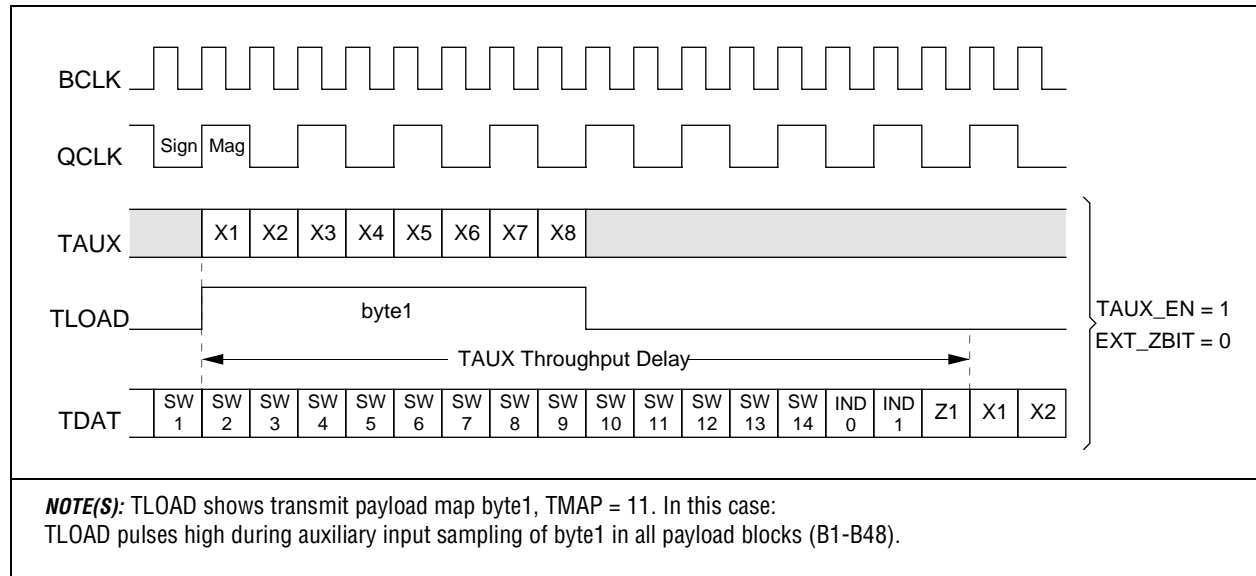 BCLK
QCLK
Sign Mag
TAUX
X1 X2 X3 X4 X5 X6 X7 X8
TLOAD
byte1
TAUX_EN = 1
EXT_ZBIT = 0
TAUX Throughput Delay
TDAT
SW 1 SW 2 SW 3 SW 4 SW 5 SW 6 SW 7 SW 8 SW 9 SW 10 SW 11 SW 12 SW 13 SW 14 IND 0 IND 1 Z1 X1 X2
NOTE(S): TLOAD shows transmit payload map byte1, TMAP = 11. In this case:
TLOAD pulses high during auxiliary input sampling of byte1 in all payload blocks (B1-B48).